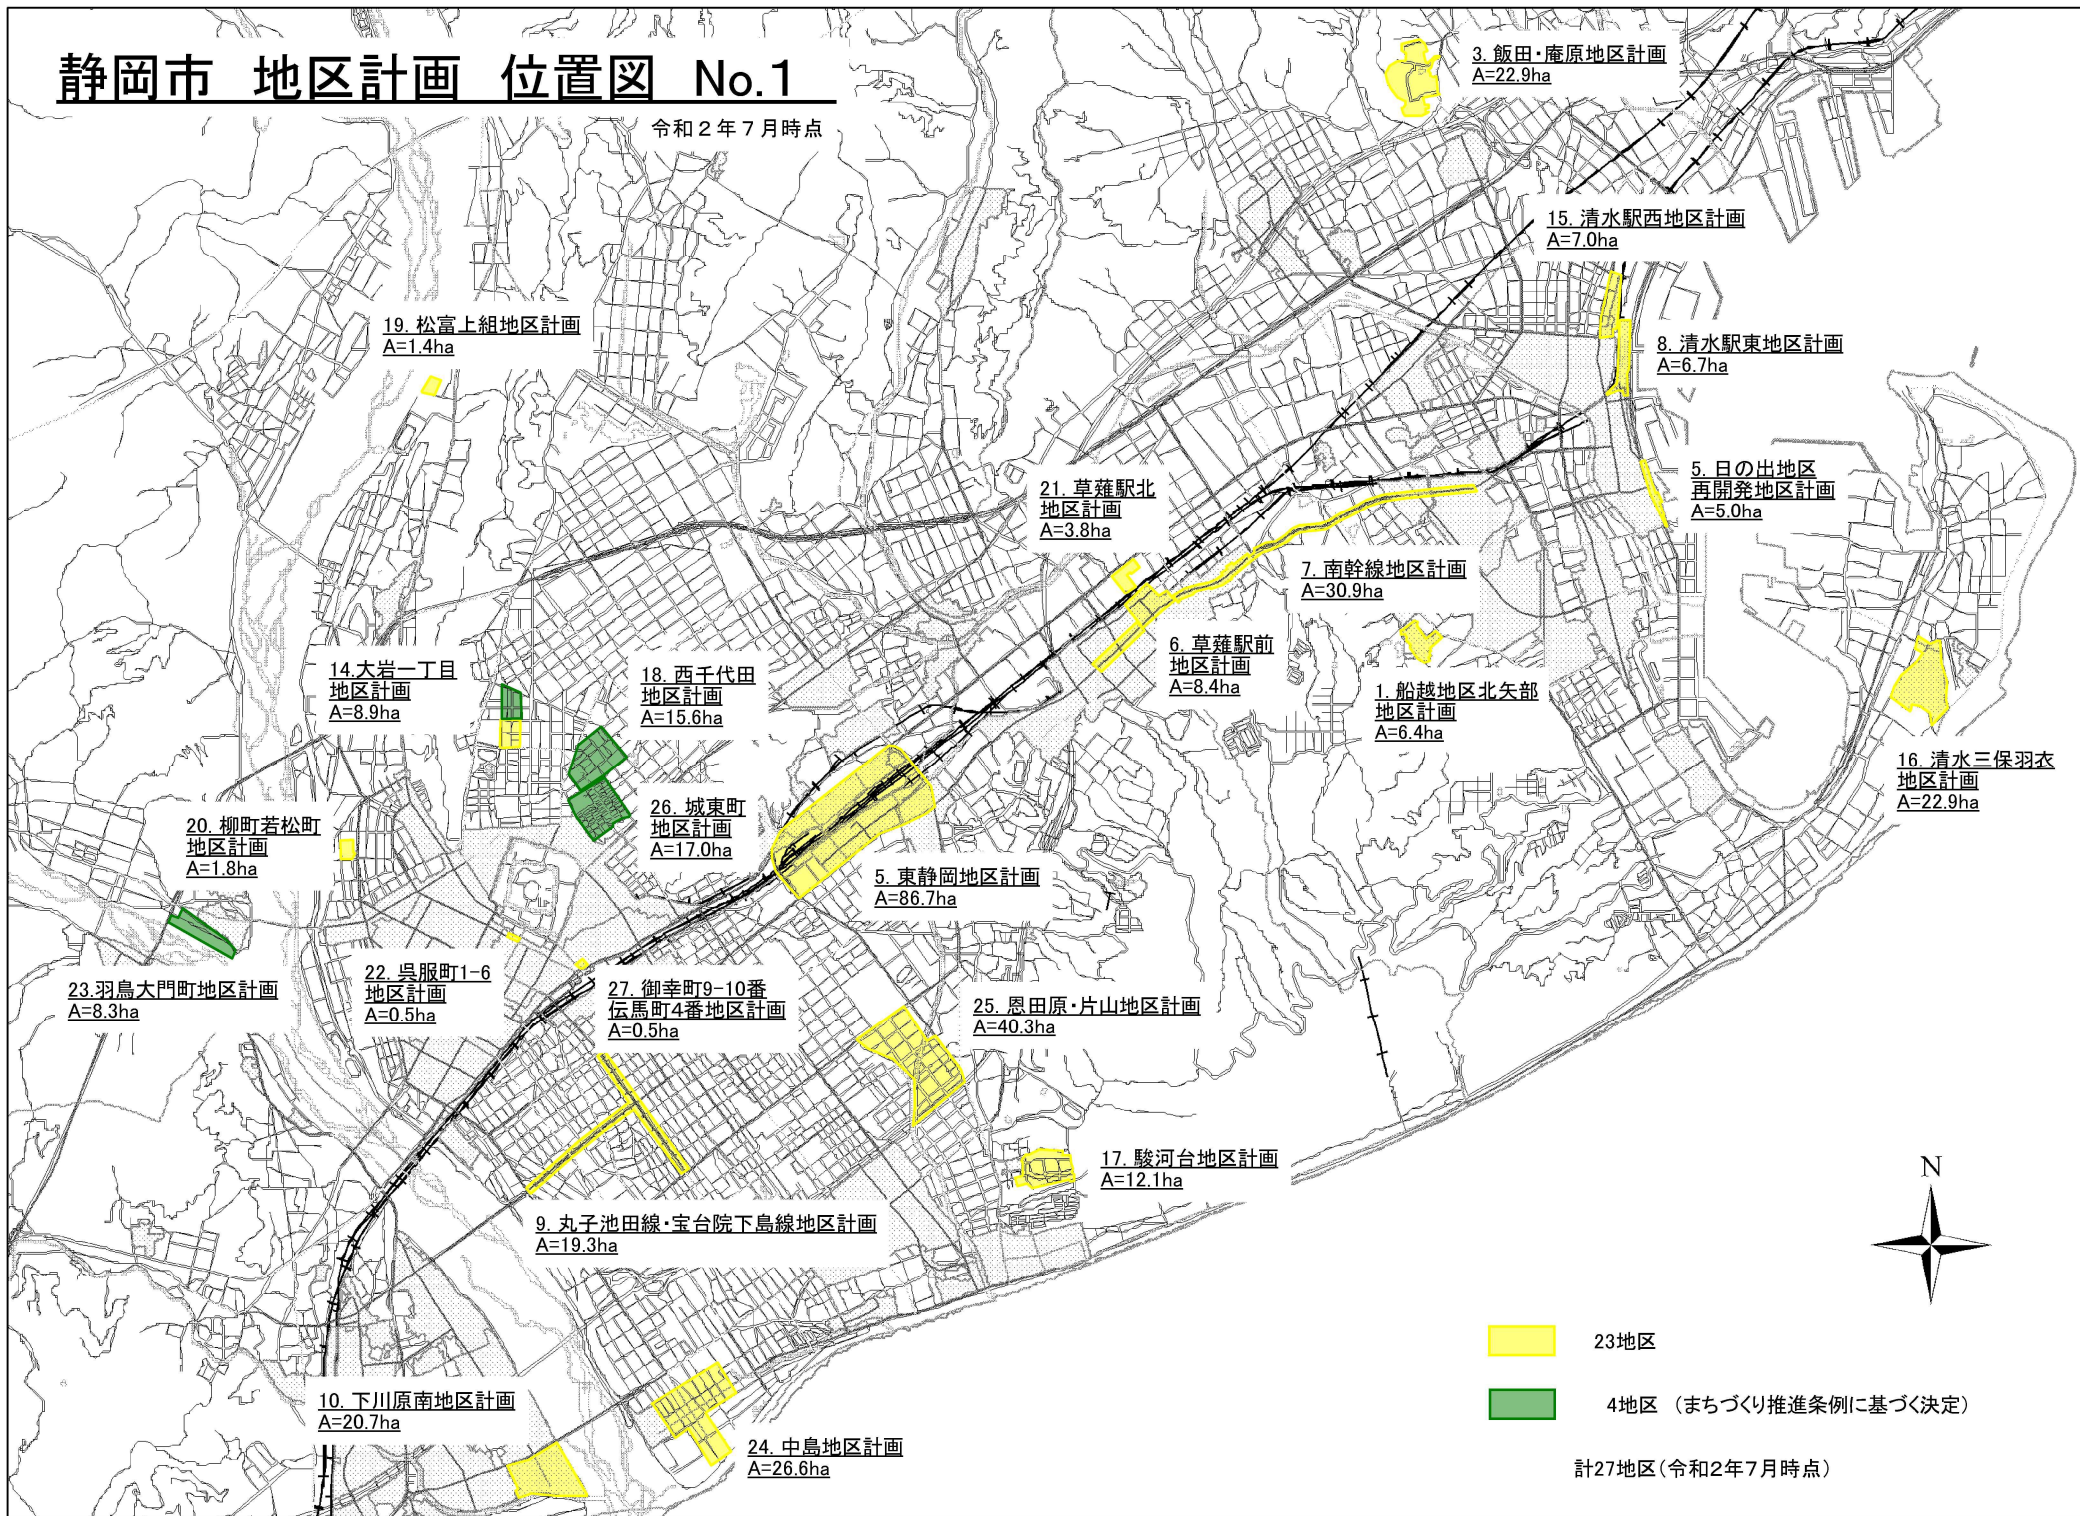 静岡市 地区計画 位置図 No.1
令和2年7月時点
3. 飯田・庵原地区計画
A=22.9ha
15. 清水駅西地区計画
A=7.0ha
19. 松富上組地区計画
A=1.4ha
8. 清水駅東地区計画
A=6.7ha
21. 草薙駅北
地区計画
A=3.8ha
5. 日の出地区
再開発地区計画
A=5.0ha
7. 南幹線地区計画
A=30.9ha
6. 草薙駅前
地区計画
A=8.4ha
14.大岩一丁目
地区計画
A=8.9ha
18. 西千代田
地区計画
A=15.6ha
1. 船越地区北矢部
地区計画
A=6.4ha
16. 清水三保羽衣
地区計画
A=22.9ha
20. 柳町若松町
地区計画
A=1.8ha
26. 城東町
地区計画
A=17.0ha
5. 東静岡地区計画
A=86.7ha
23.羽鳥大門町地区計画
A=8.3ha
22. 呉服町1-6
地区計画
A=0.5ha
27. 御幸町9-10番
伝馬町4番地区計画
A=0.5ha
25. 恩田原・片山地区計画
A=40.3ha
17. 駿河台地区計画
A=12.1ha
N
9. 丸子池田線・宝台院下島線地区計画
A=19.3ha
23地区
10. 下川原南地区計画
A=20.7ha
4地区 (まちづくり推進条例に基づく決定)
24. 中島地区計画
A=26.6ha
計27地区(令和2年7月時点)